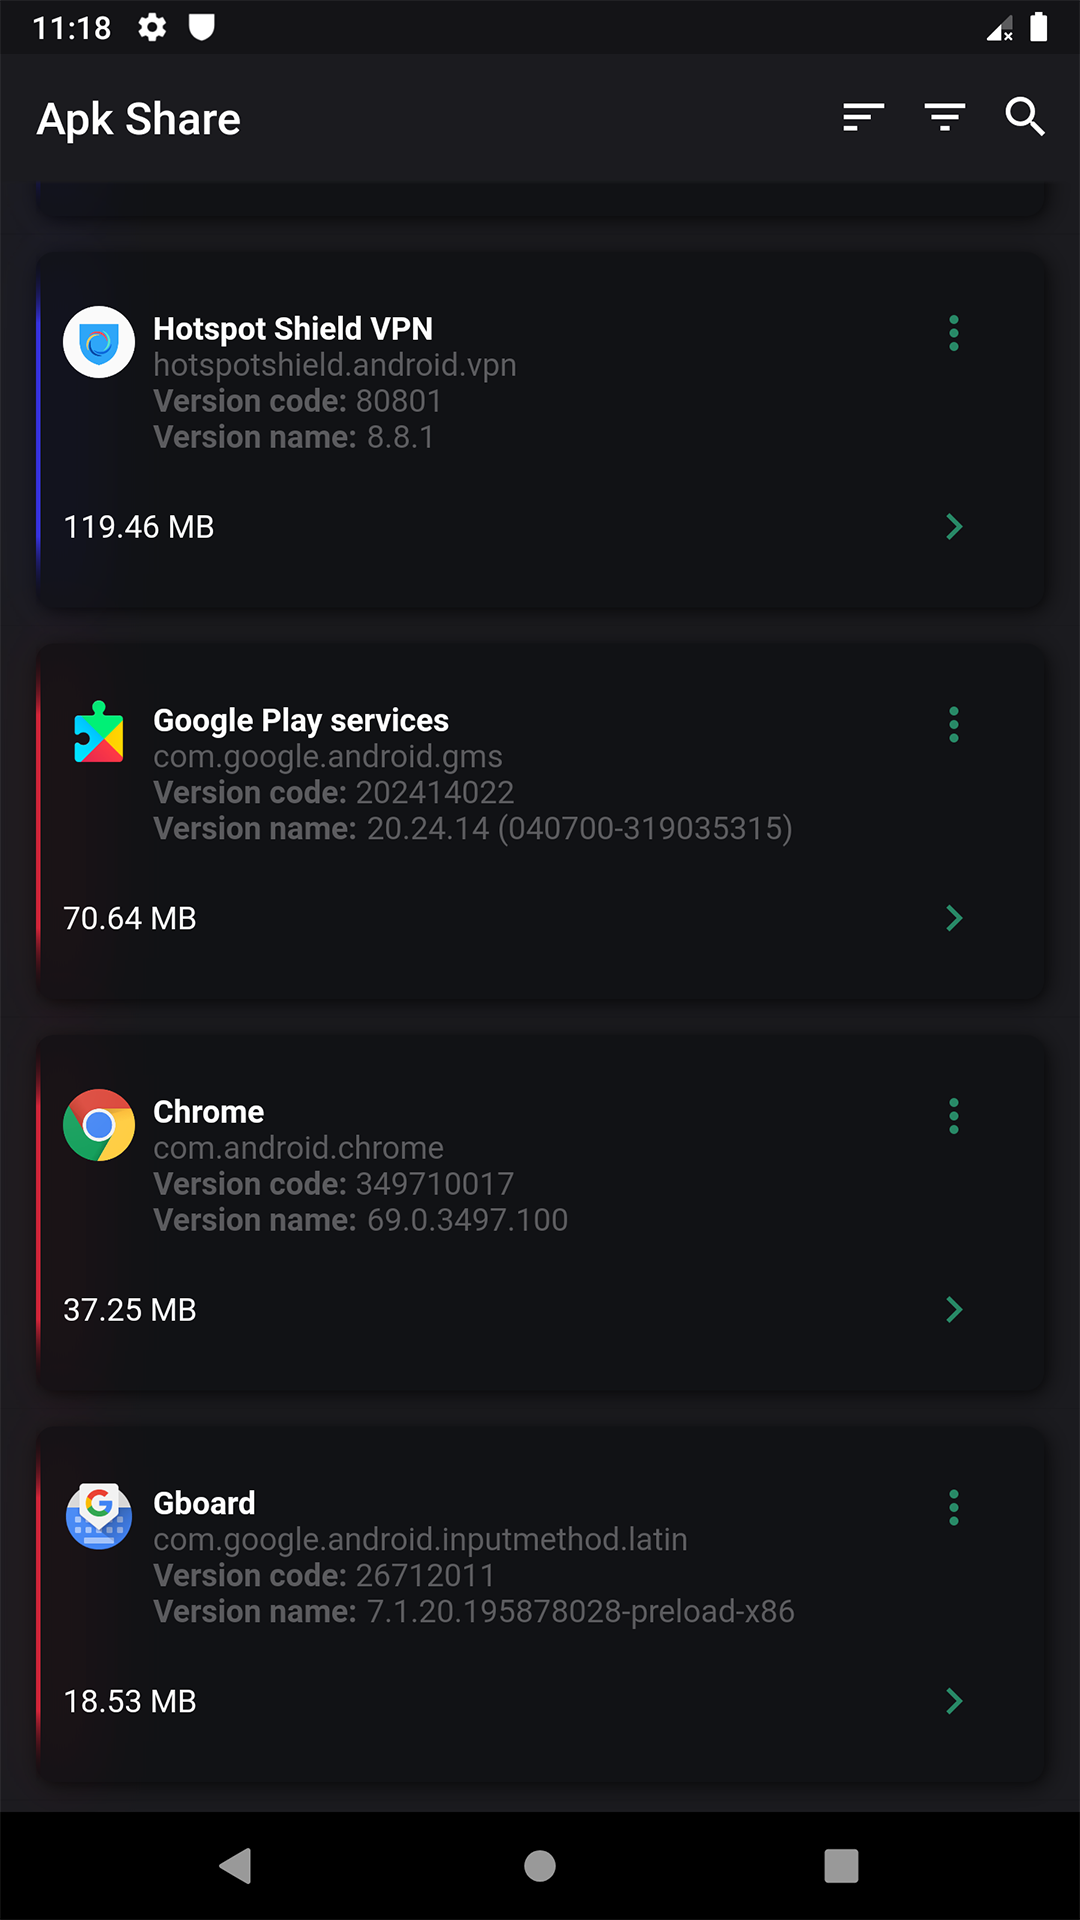 11:18
Apk Share
Hotspot Shield VPN
hotspotshield.android.vpn
Version code: 80801
Version name: 8.8.1
119.46 MB
Google Play services
com.google.android.gms
Version code: 202414022
Version name: 20.24.14 (040700-319035315)
70.64 MB
Chrome
com.android.chrome
Version code: 349710017
Version name: 69.0.3497.100
37.25 MB
Gboard
com.google.android.inputmethod.latin
Version code: 26712011
Version name: 7.1.20.195878028-preload-x86
18.53 MB